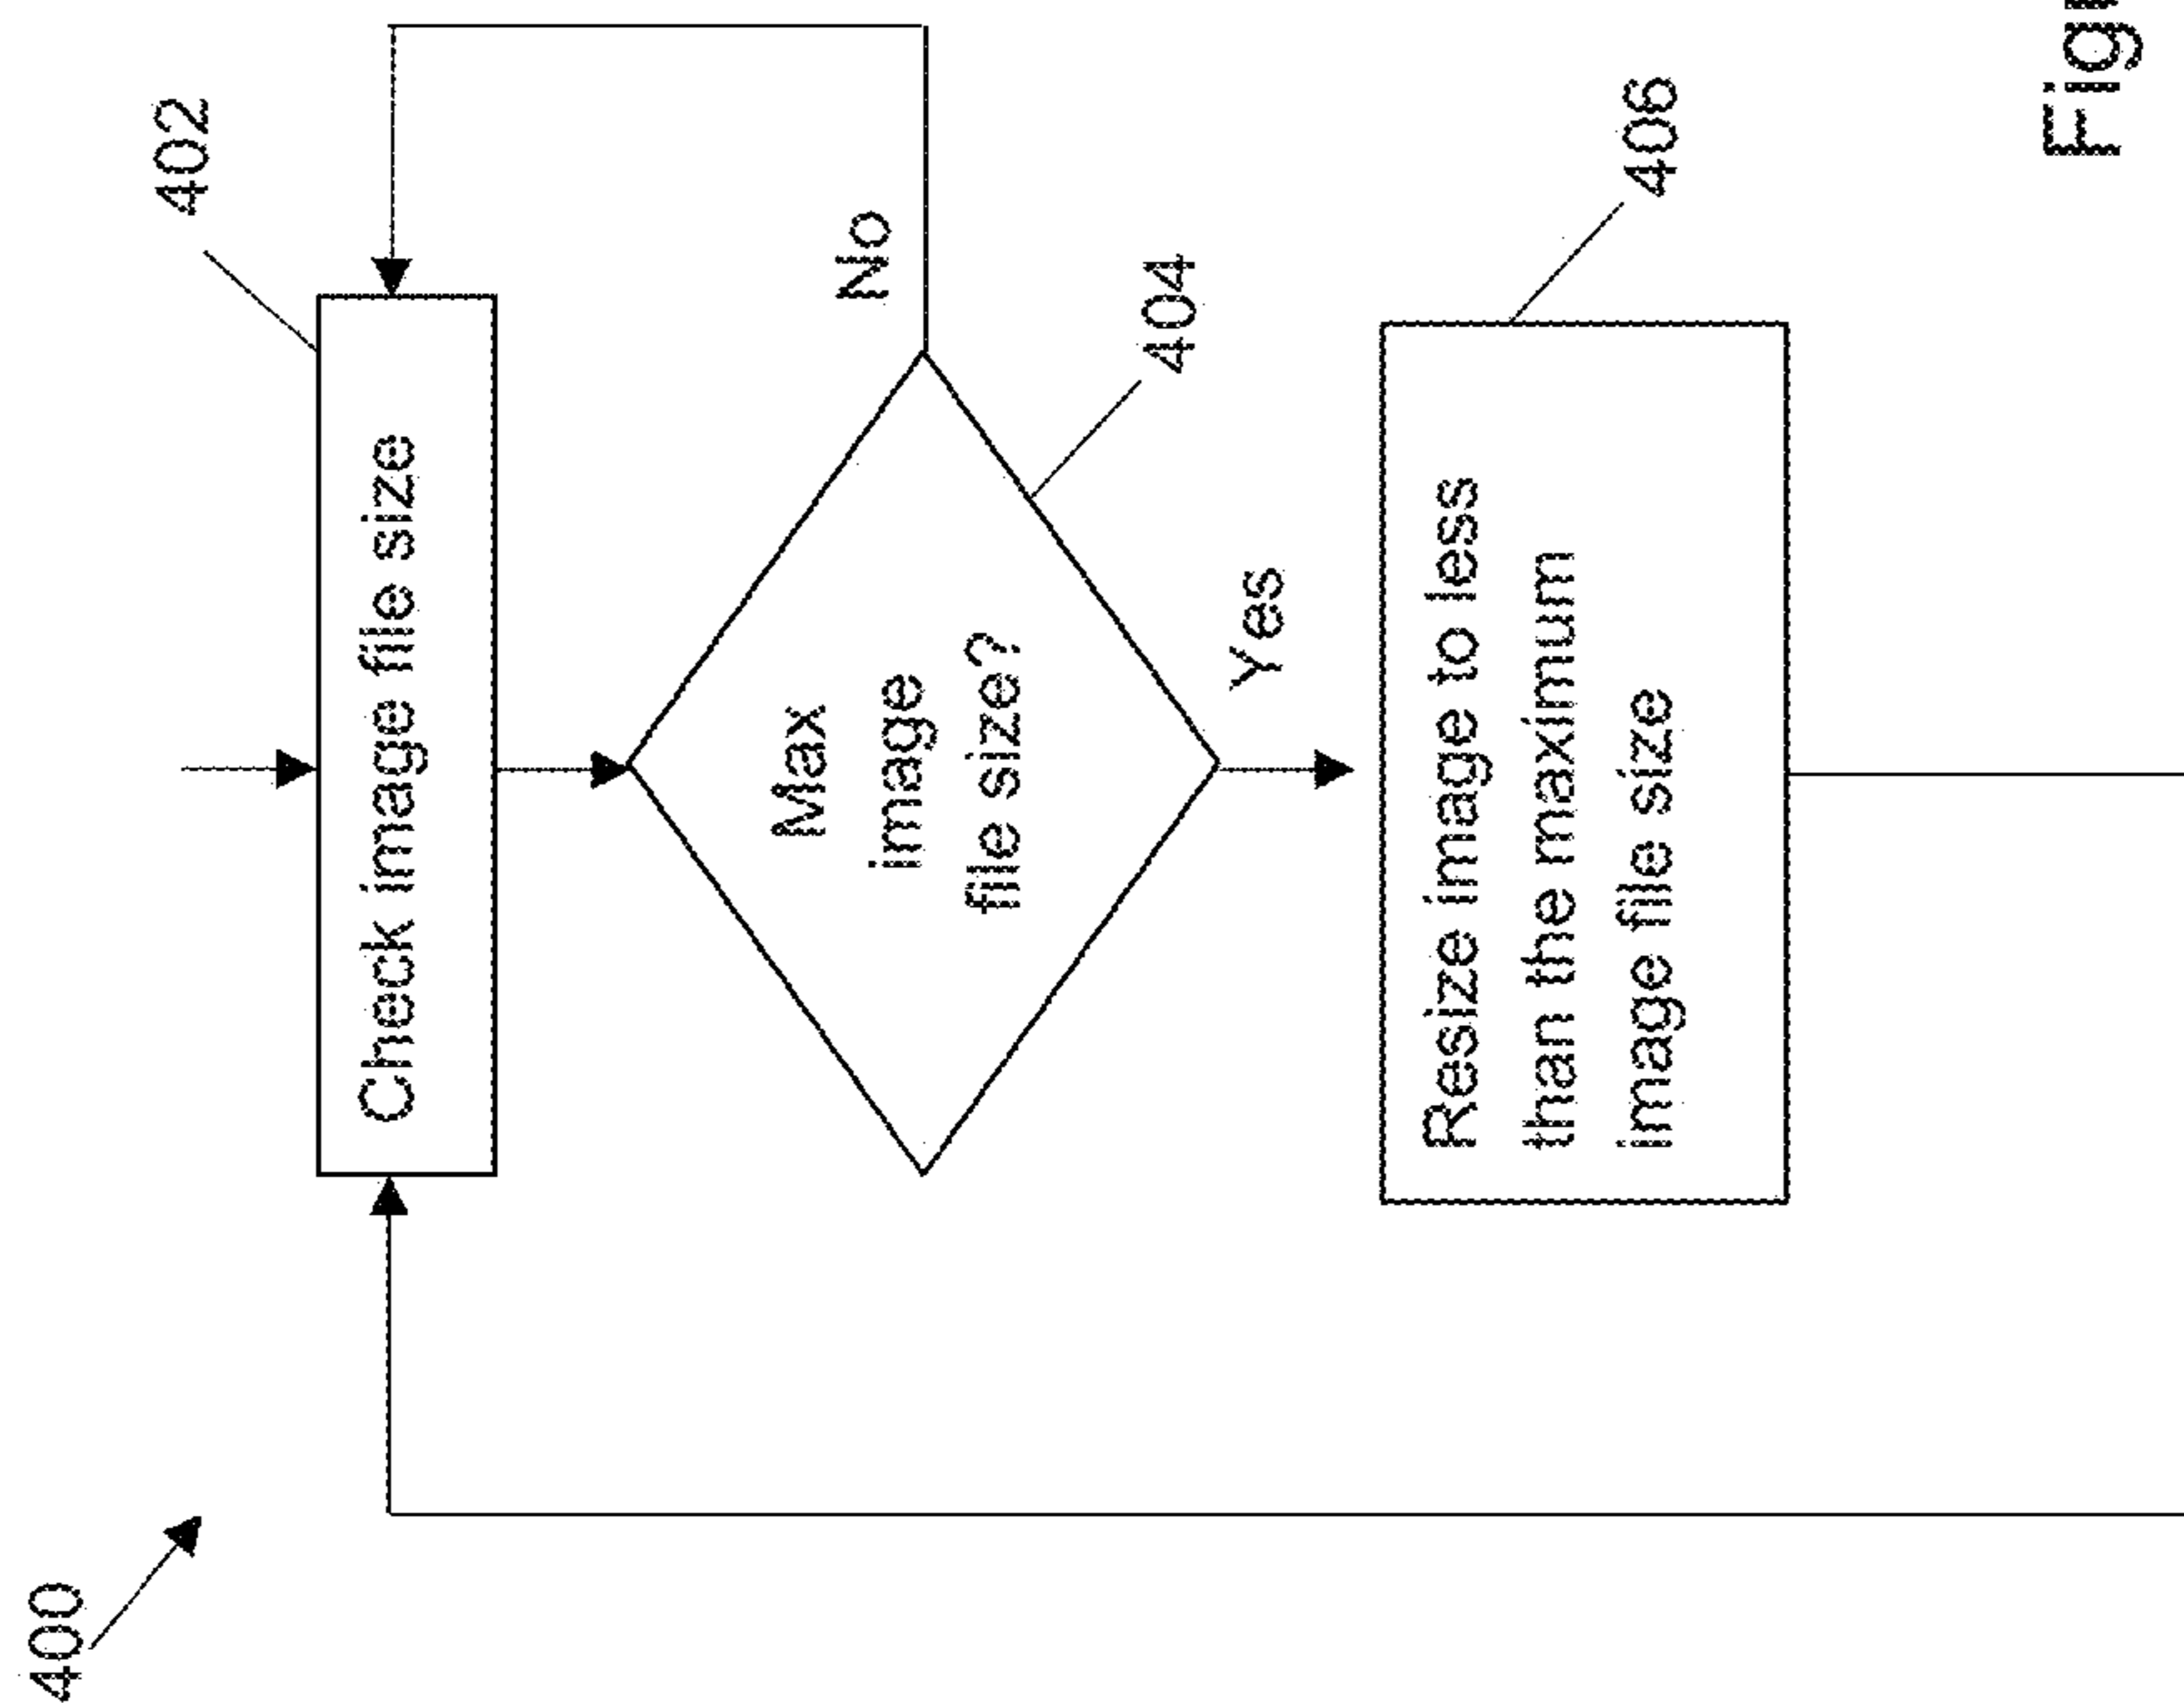 400
402
Check image file size
No
Max
image
file size?
404
Yes
406
Resize image to less
than the maximum
image file size